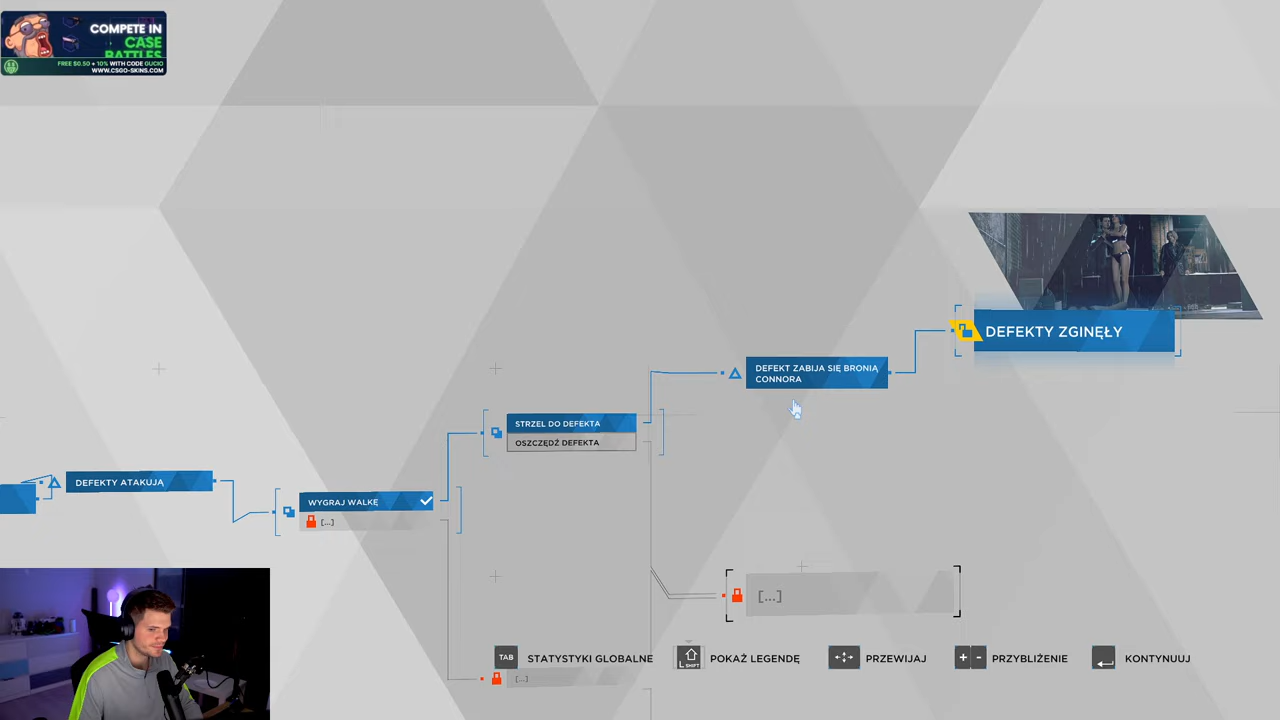 COMPETE IN
CASE
BATTLES
FREE $0.50 + 10% WITH CODE GUCIO
WWW.CSGO-SKINS.COM
DEFEKTY ZGINĘŁY
DEFEKT ZABIJA SIĘ BRONIĄ
CONNORA
STRZEL DO DEFEKTA
OSZCZĘDŹ DEFEKTA
DEFEKTY ATAKUJĄ
WYGRAJ WALKĘ
[...]
[...]
TAB STATYSTYKI GLOBALNE
L SHIFT POKAŻ LEGENDĘ
PRZEWIJAJ
+ - PRZYBLIŻENIE
KONTYNUUJ
[...]